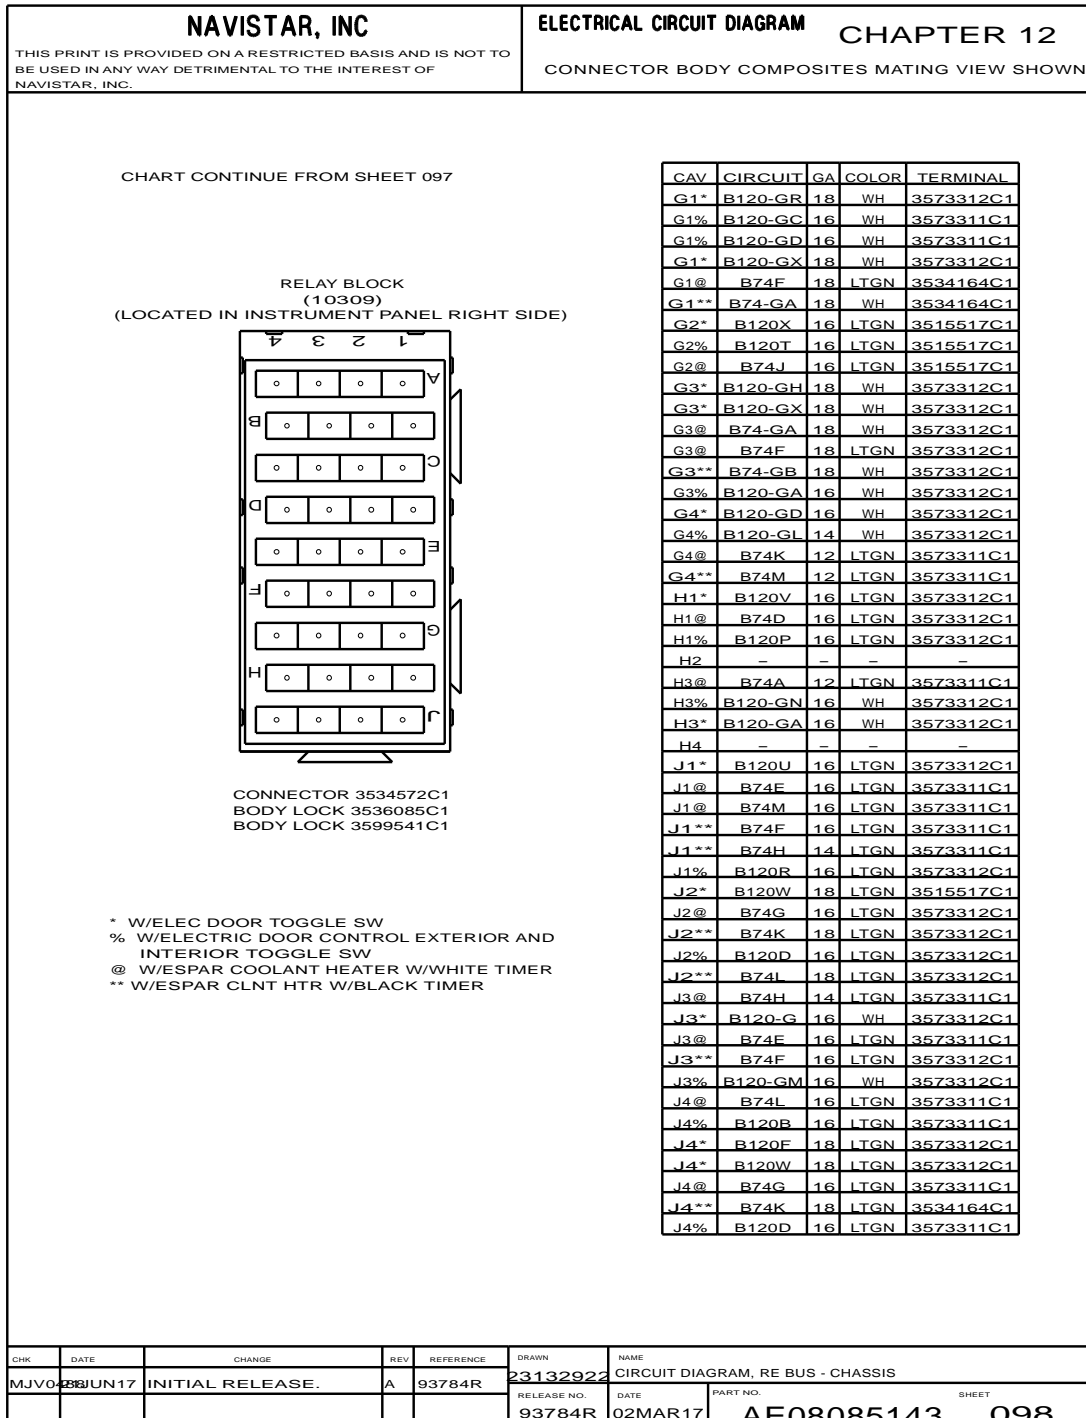 NAVISTAR, INC
THIS PRINT IS PROVIDED ON A RESTRICTED BASIS AND IS NOT TO
BE USED IN ANY WAY DETRIMENTAL TO THE INTEREST OF
NAVISTAR, INC.
ELECTRICAL CIRCUIT DIAGRAM CHAPTER 12
CONNECTOR BODY COMPOSITES MATING VIEW SHOWN
CHART CONTINUE FROM SHEET 097
RELAY BLOCK
(10309)
(LOCATED IN INSTRUMENT PANEL RIGHT SIDE)
4 3 2 1
A
B
C
D
E
F
G
H
J
CONNECTOR 3534572C1
BODY LOCK 3536085C1
BODY LOCK 3599541C1
* W/ELEC DOOR TOGGLE SW
% W/ELECTRIC DOOR CONTROL EXTERIOR AND
INTERIOR TOGGLE SW
@ W/ESPAR COOLANT HEATER W/WHITE TIMER
** W/ESPAR CLNT HTR W/BLACK TIMER
CAV CIRCUIT GA COLOR TERMINAL
G1* B120-GR 18 WH 3573312C1
G1% B120-GC 16 WH 3573311C1
G1% B120-GD 16 WH 3573311C1
G1* B120-GX 18 WH 3573312C1
G1@ B74F 18 LTGN 3534164C1
G1** B74-GA 18 WH 3534164C1
G2* B120X 16 LTGN 3515517C1
G2% B120T 16 LTGN 3515517C1
G2@ B74J 16 LTGN 3515517C1
G3* B120-GH 18 WH 3573312C1
G3* B120-GX 18 WH 3573312C1
G3@ B74-GA 18 WH 3573312C1
G3@ B74F 18 LTGN 3573312C1
G3** B74-GB 18 WH 3573312C1
G3% B120-GA 16 WH 3573312C1
G4* B120-GD 16 WH 3573312C1
G4% B120-GL 14 WH 3573312C1
G4@ B74K 12 LTGN 3573311C1
G4** B74M 12 LTGN 3573311C1
H1* B120V 16 LTGN 3573312C1
H1@ B74D 16 LTGN 3573312C1
H1% B120P 16 LTGN 3573312C1
H2 – – – –
H3@ B74A 12 LTGN 3573311C1
H3% B120-GN 16 WH 3573312C1
H3* B120-GA 16 WH 3573312C1
H4 – – – –
J1* B120U 16 LTGN 3573312C1
J1@ B74E 16 LTGN 3573311C1
J1@ B74M 16 LTGN 3573311C1
J1** B74F 16 LTGN 3573311C1
J1** B74H 14 LTGN 3573311C1
J1% B120R 16 LTGN 3573312C1
J2* B120W 18 LTGN 3515517C1
J2@ B74G 16 LTGN 3573312C1
J2** B74K 18 LTGN 3573312C1
J2% B120D 16 LTGN 3573312C1
J2** B74L 18 LTGN 3573312C1
J3@ B74H 14 LTGN 3573311C1
J3* B120-G 16 WH 3573312C1
J3@ B74E 16 LTGN 3573311C1
J3** B74F 16 LTGN 3573312C1
J3% B120-GM 16 WH 3573312C1
J4@ B74L 16 LTGN 3573311C1
J4% B120B 16 LTGN 3573311C1
J4* B120F 18 LTGN 3573312C1
J4* B120W 18 LTGN 3573312C1
J4@ B74G 16 LTGN 3573311C1
J4** B74K 18 LTGN 3534164C1
J4% B120D 16 LTGN 3573311C1
CHK DATE CHANGE REV REFERENCE
INITIAL RELEASE. A 93784R
DRAWN
23132922
NAME
CIRCUIT DIAGRAM, RE BUS - CHASSIS
RELEASE NO.
93784R
DATE
02MAR17
PART NO.
AE08085143
SHEET
098